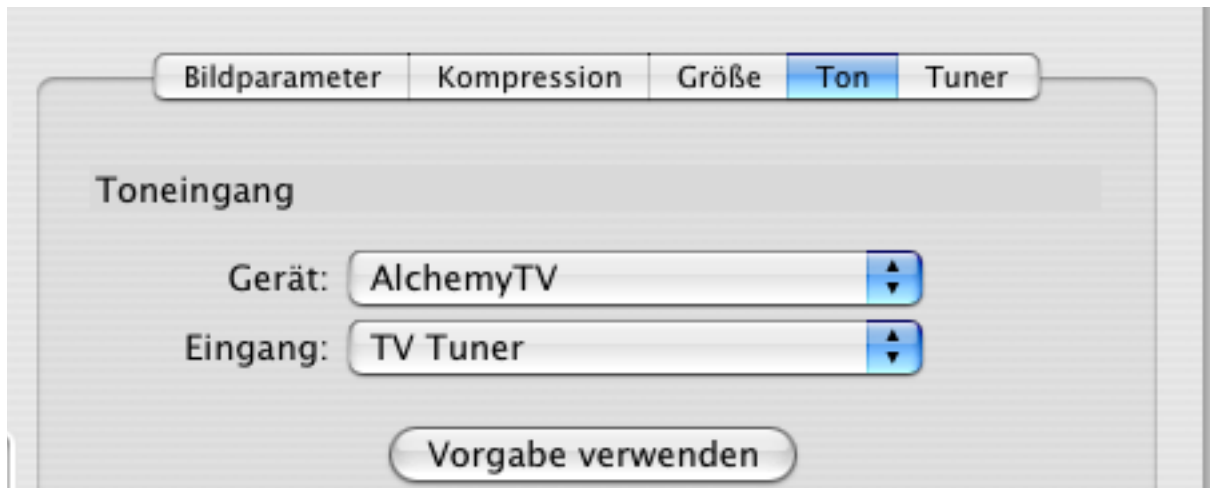 Bildparameter Kompression Größe Ton Tuner
Toneingang
Gerät: AlchemyTV
Eingang: TV Tuner
Vorgabe verwenden